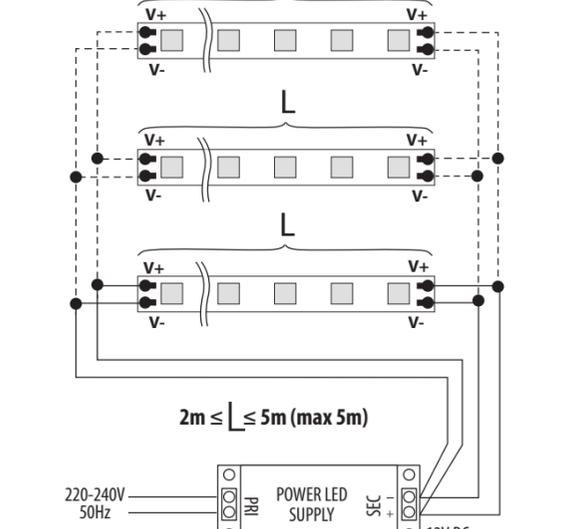 V+ V+
V- V-
L
V+ V+
V- V-
L
V+ V+
V- V-
2m ≤ L ≤ 5m (max 5m)
220-240V
50Hz
PRI
POWER LED
SUPPLY
SEC
-
+